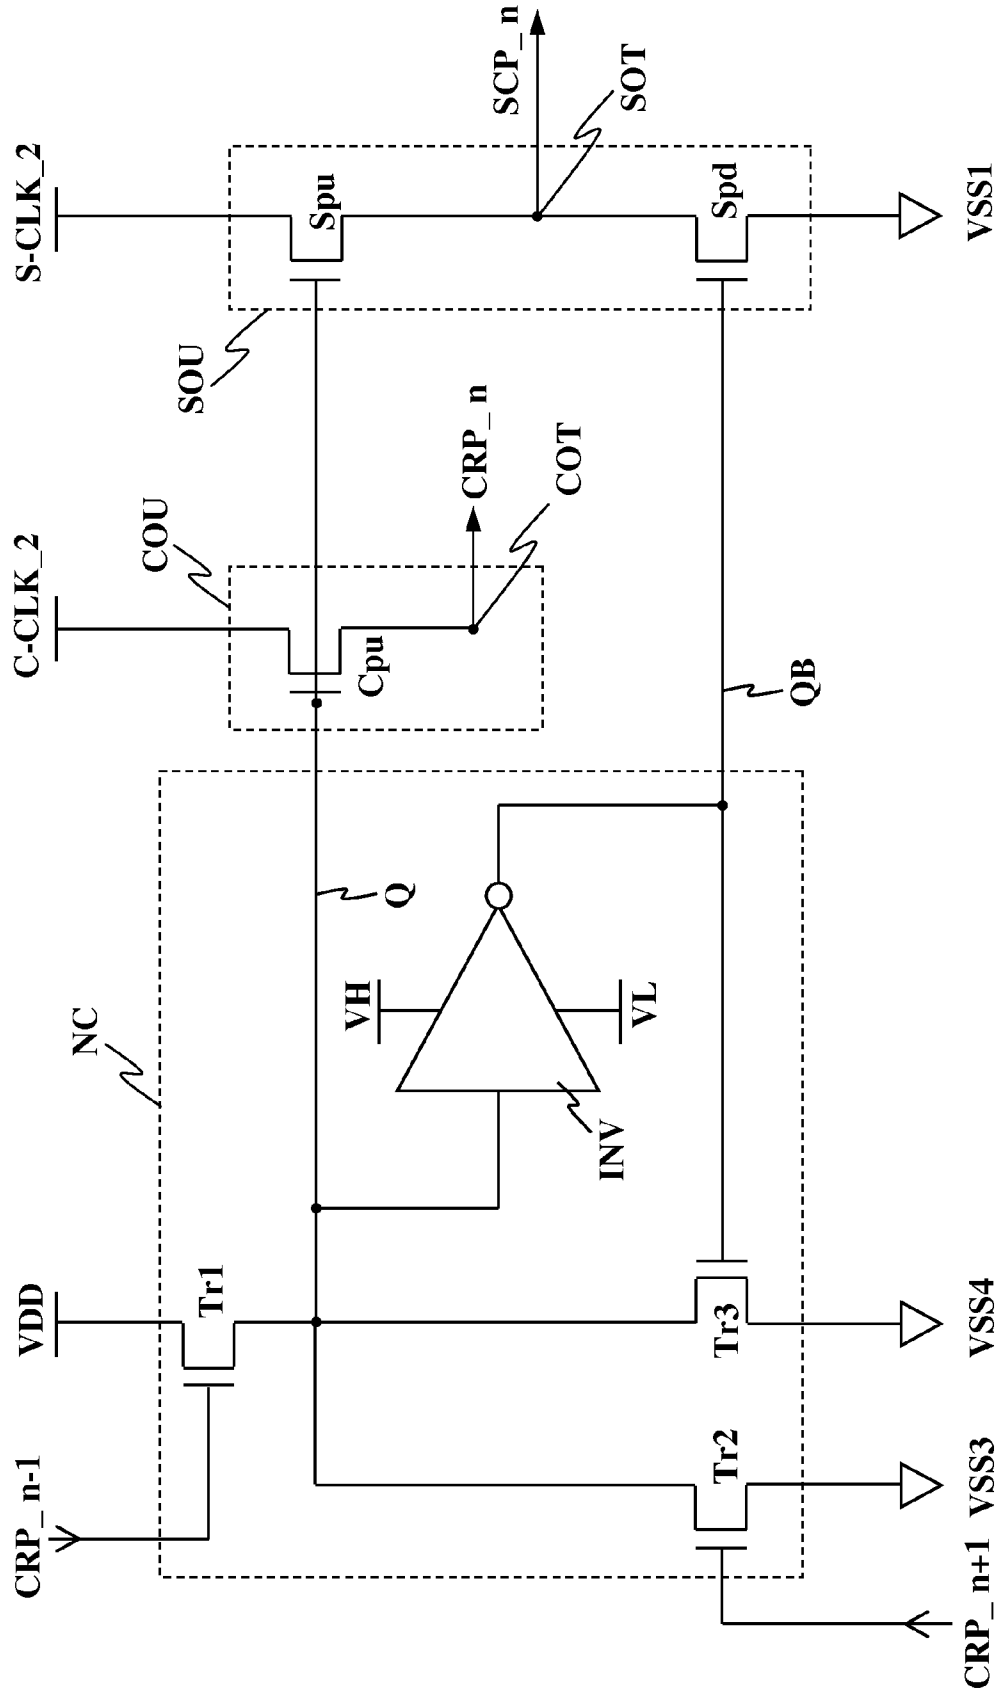 CRP_n-1
VDD
C-CLK_2
S-CLK_2
NC
COU
SOU
Tr1
Spu
Cpu
SCP_n
VH
Q
CRP_n
SOT
COT
INV
VL
Tr2
Tr3
QB
Spd
CRP_n+1
VSS3
VSS4
VSS1